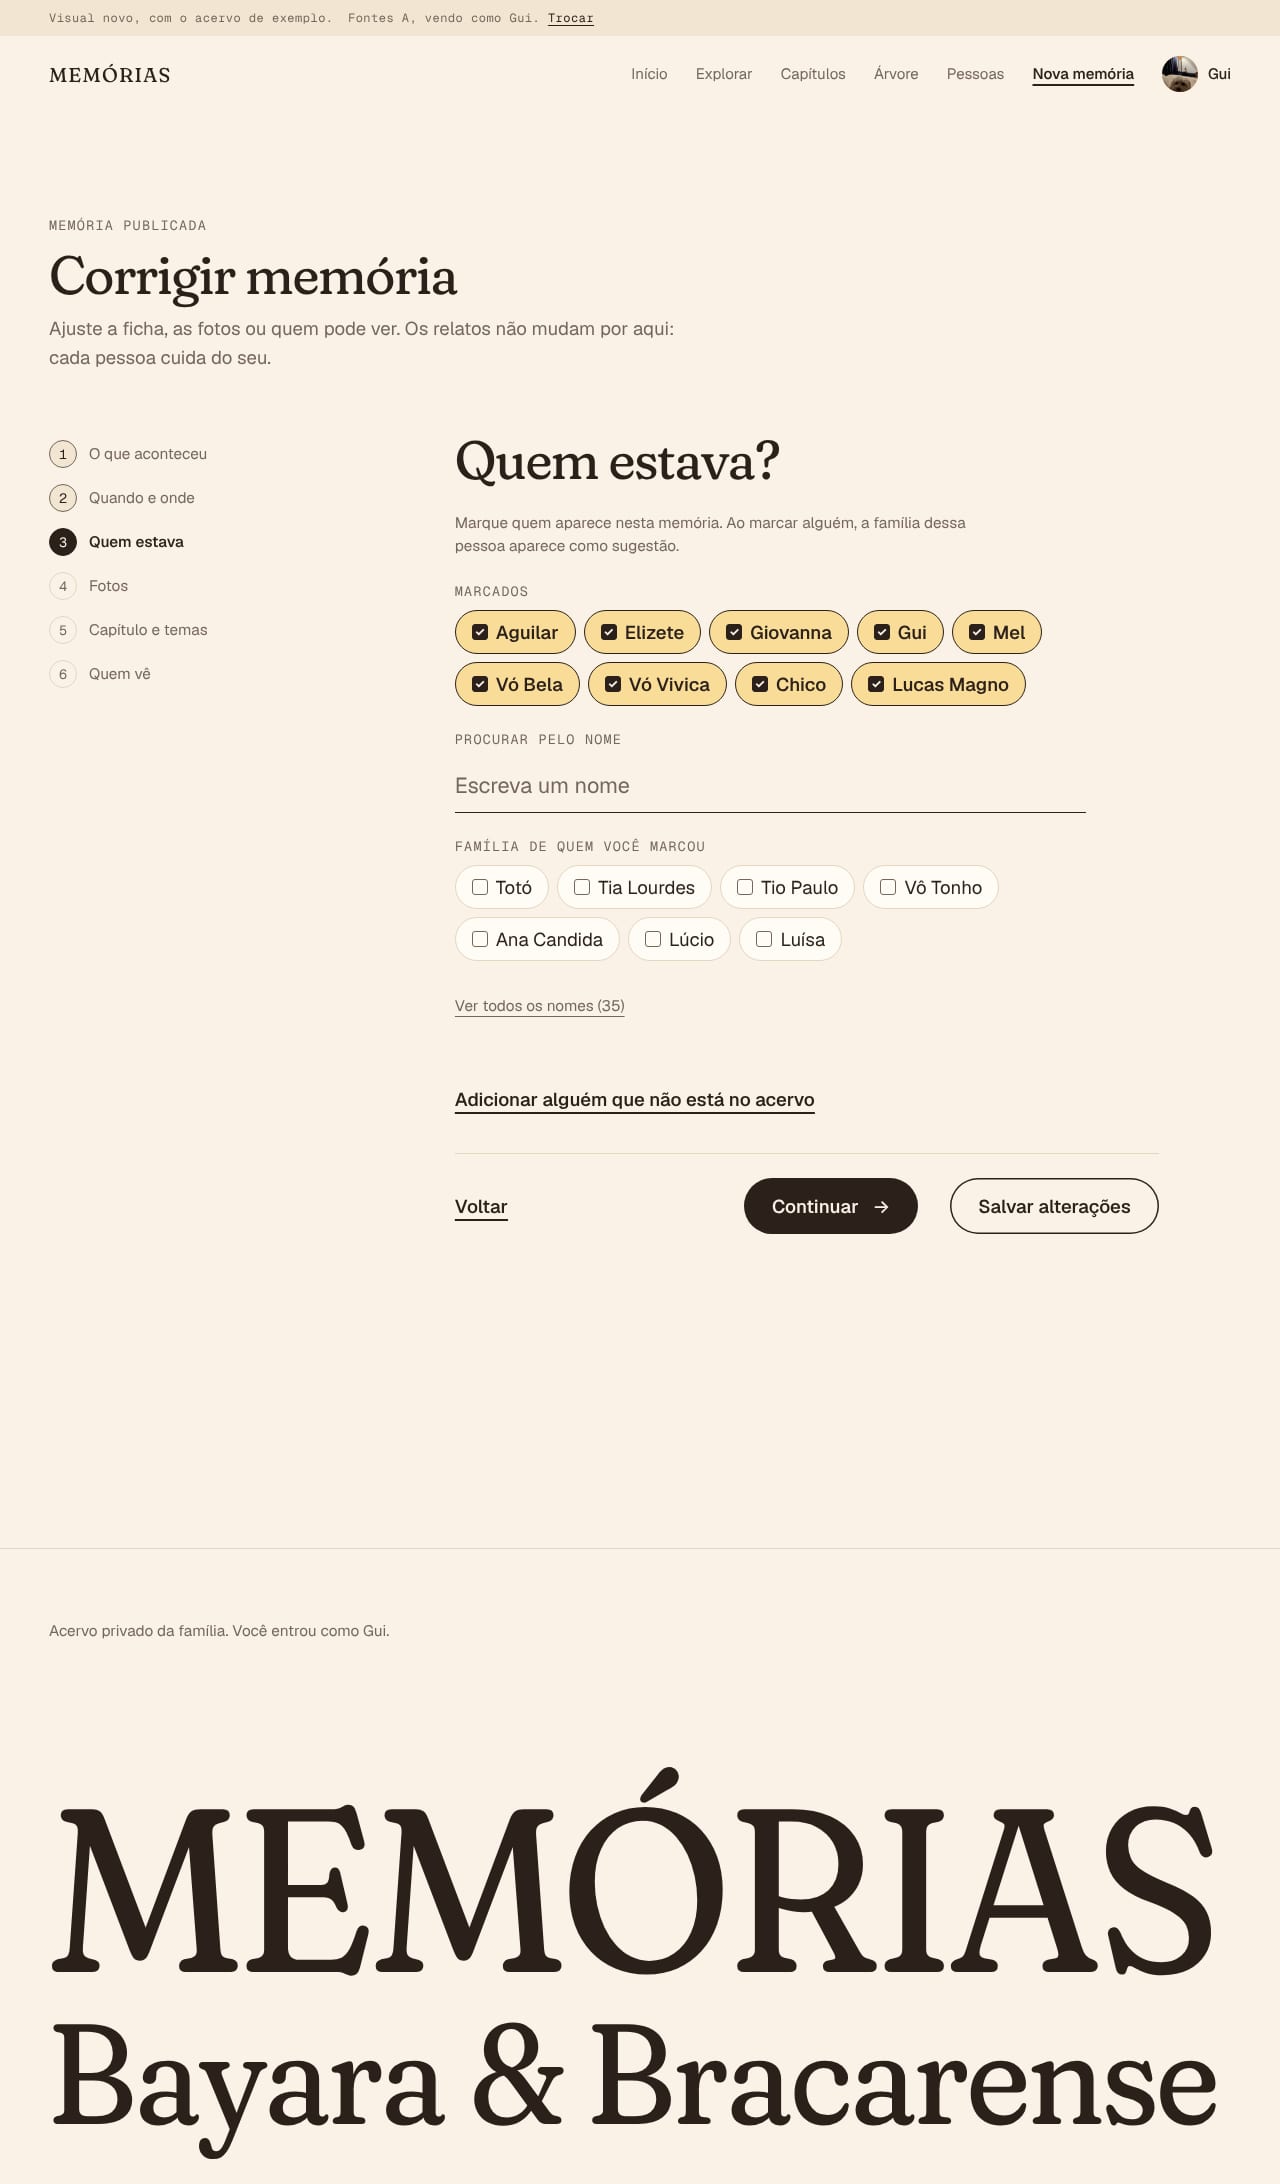 Visual novo, com o acervo de exemplo. Fontes A, vendo como Gui. Trocar
MEMÓRIAS
Início
Explorar
Capítulos
Árvore
Pessoas
Nova memória
Gui
MEMÓRIA PUBLICADA
Corrigir memória
Ajuste a ficha, as fotos ou quem pode ver. Os relatos não mudam por aqui:
cada pessoa cuida do seu.
1 O que aconteceu
2 Quando e onde
3 Quem estava
4 Fotos
5 Capítulo e temas
6 Quem vê
Quem estava?
Marque quem aparece nesta memória. Ao marcar alguém, a família dessa
pessoa aparece como sugestão.
MARCADOS
Aguilar
Elizete
Giovanna
Gui
Mel
Vó Bela
Vó Vivica
Chico
Lucas Magno
PROCURAR PELO NOME
Escreva um nome
FAMÍLIA DE QUEM VOCÊ MARCOU
Totó
Tia Lourdes
Tio Paulo
Vô Tonho
Ana Candida
Lúcio
Luísa
Ver todos os nomes (35)
Adicionar alguém que não está no acervo
Voltar
Continuar →
Salvar alterações
Acervo privado da família. Você entrou como Gui.
MEMÓRIAS
Bayara & Bracarense